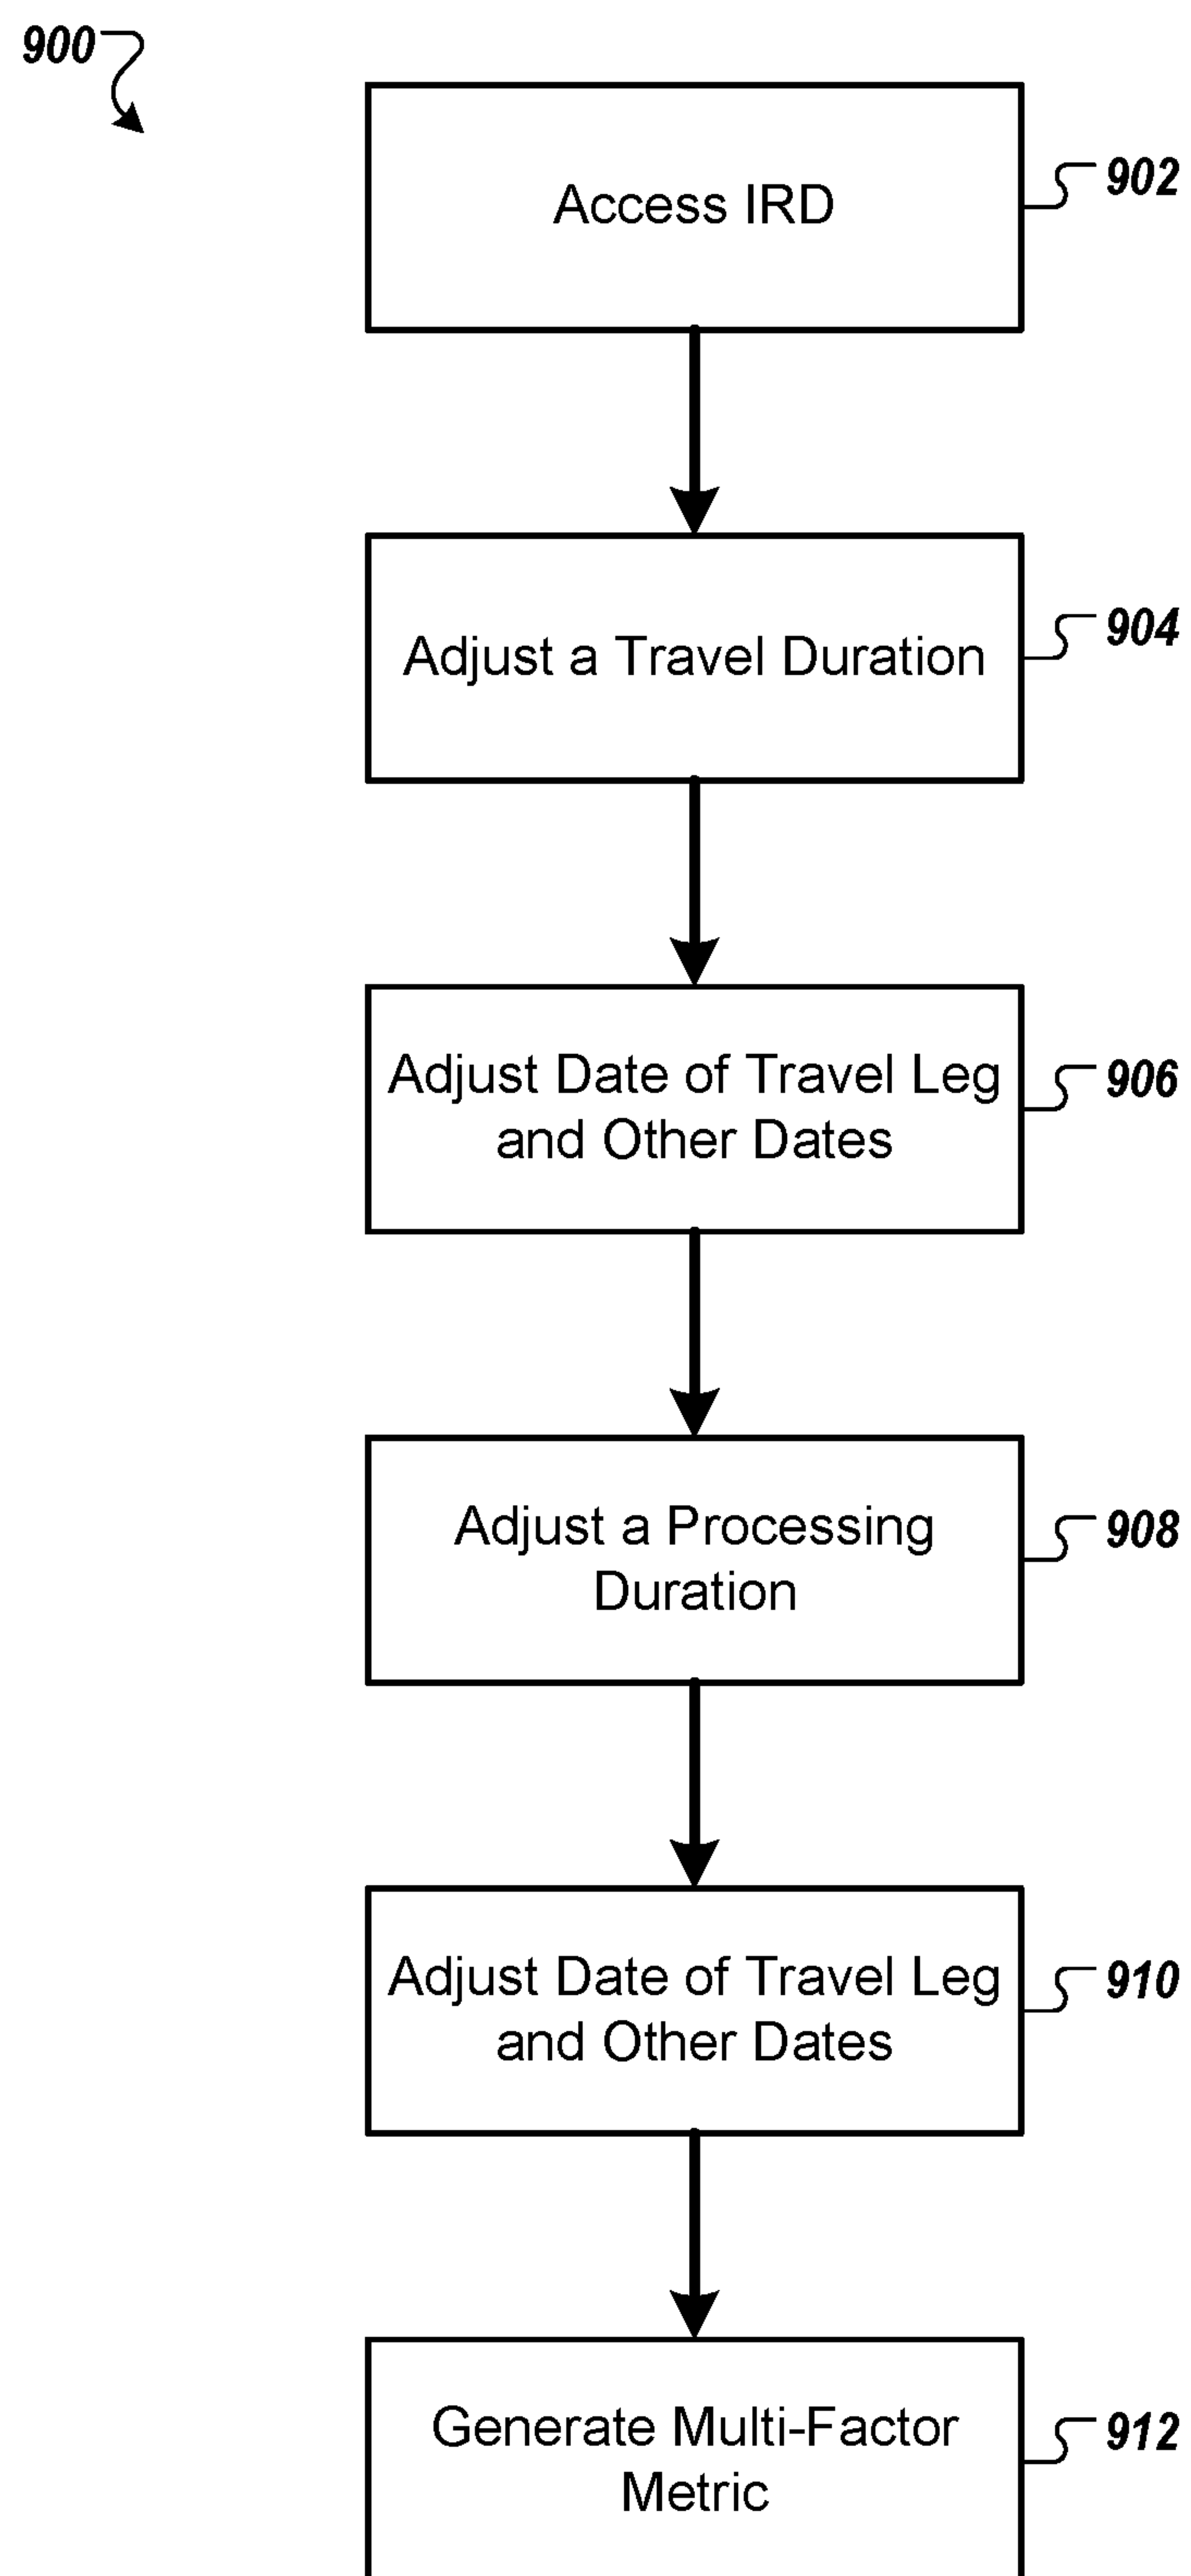 900
Access IRD
902
Adjust a Travel Duration
904
Adjust Date of Travel Leg
and Other Dates
906
Adjust a Processing
Duration
908
Adjust Date of Travel Leg
and Other Dates
910
Generate Multi-Factor
Metric
912